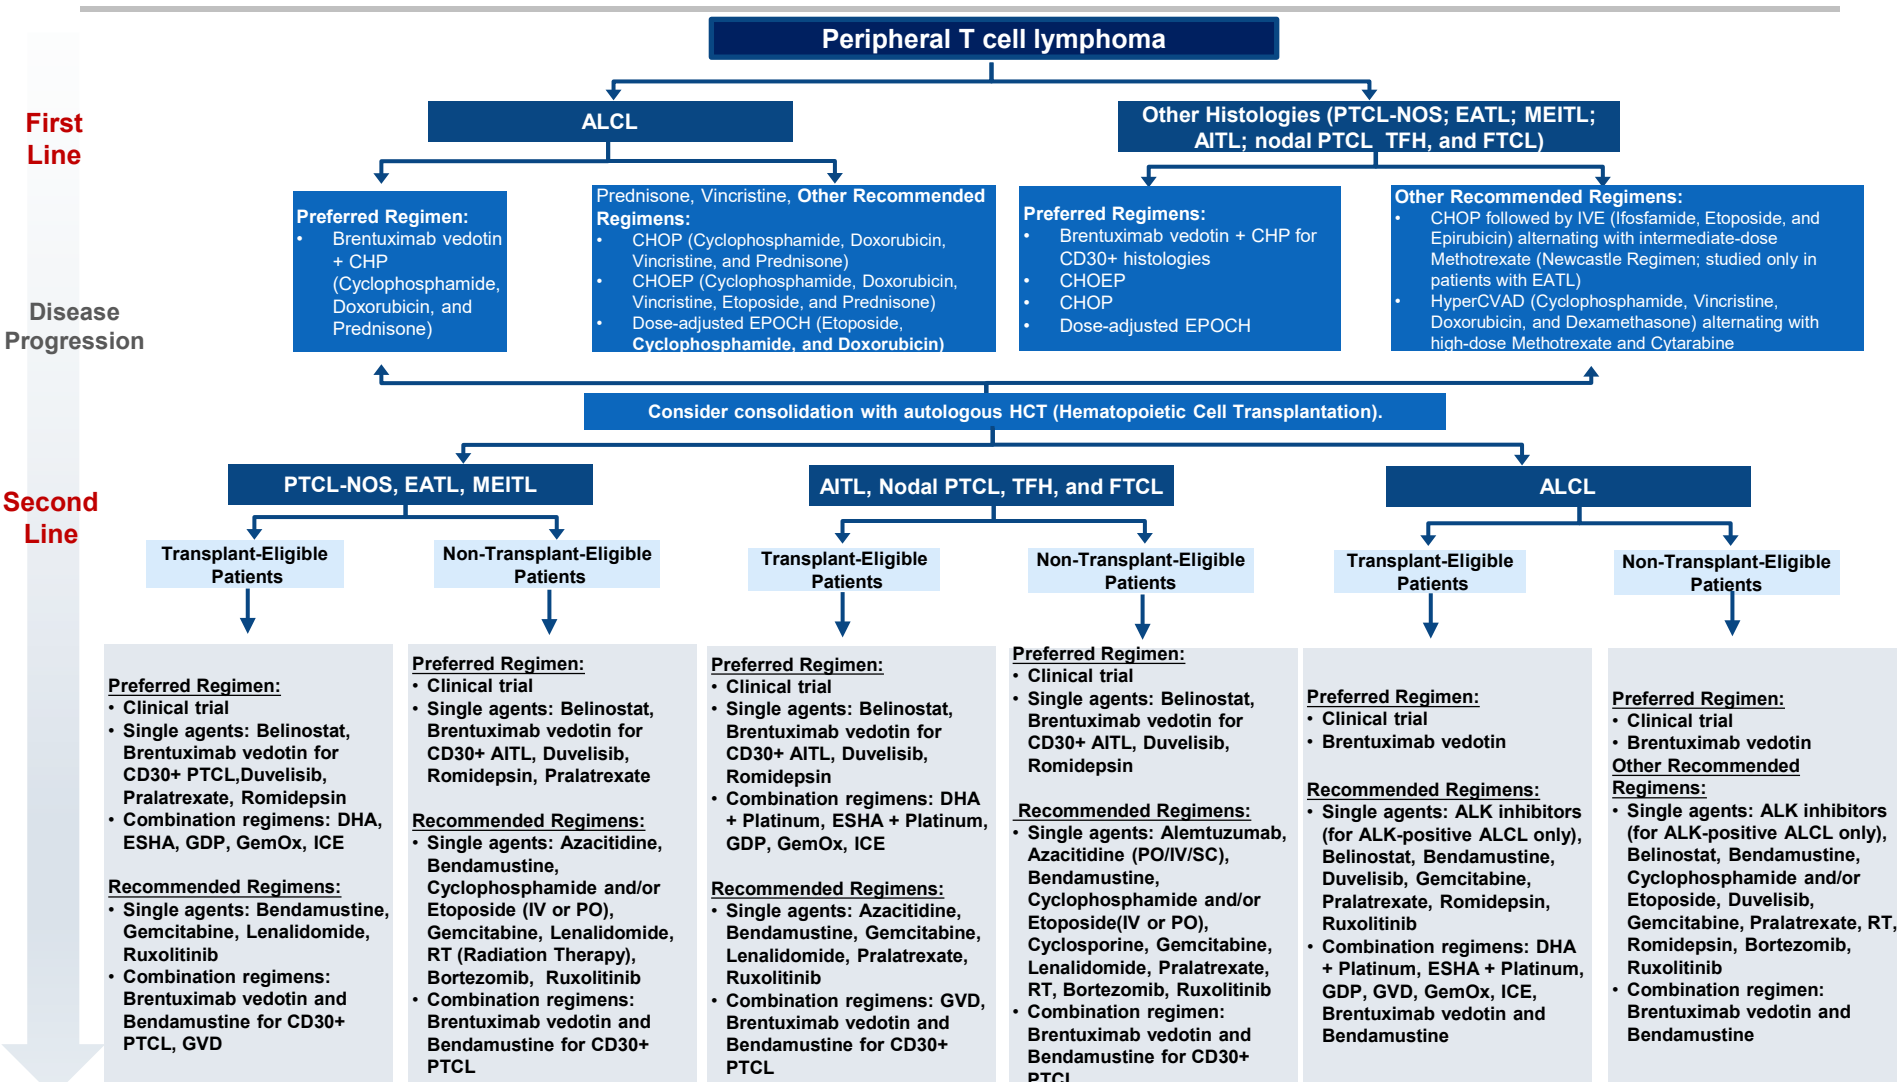 Peripheral T cell lymphoma
First
Line
ALCL
Other Histologies (PTCL-NOS; EATL; MEITL;
AITL; nodal PTCL TFH, and FTCL)
Preferred Regimen:
• Brentuximab vedotin
+ CHP
(Cyclophosphamide,
Doxorubicin, and
Prednisone)
Prednisone, Vincristine, Other Recommended
Regimens:
• CHOP (Cyclophosphamide, Doxorubicin,
Vincristine, and Prednisone)
• CHOEP (Cyclophosphamide, Doxorubicin,
Vincristine, Etoposide, and Prednisone)
• Dose-adjusted EPOCH (Etoposide,
Cyclophosphamide, and Doxorubicin)
Preferred Regimens:
• Brentuximab vedotin + CHP for
CD30+ histologies
• CHOEP
• CHOP
• Dose-adjusted EPOCH
Other Recommended Regimens:
• CHOP followed by IVE (Ifosfamide, Etoposide, and
Epirubicin) alternating with intermediate-dose
Methotrexate (Newcastle Regimen; studied only in
patients with EATL)
• HyperCVAD (Cyclophosphamide, Vincristine,
Doxorubicin, and Dexamethasone) alternating with
high-dose Methotrexate and Cytarabine
Disease
Progression
Consider consolidation with autologous HCT (Hematopoietic Cell Transplantation).
Second
Line
PTCL-NOS, EATL, MEITL
AITL, Nodal PTCL, TFH, and FTCL
ALCL
Transplant-Eligible
Patients
Non-Transplant-Eligible
Patients
Transplant-Eligible
Patients
Non-Transplant-Eligible
Patients
Transplant-Eligible
Patients
Non-Transplant-Eligible
Patients
Preferred Regimen:
• Clinical trial
• Single agents: Belinostat,
Brentuximab vedotin for
CD30+ PTCL,Duvelisib,
Pralatrexate, Romidepsin
• Combination regimens: DHA,
ESHA, GDP, GemOx, ICE
Recommended Regimens:
• Single agents: Bendamustine,
Gemcitabine, Lenalidomide,
Ruxolitinib
• Combination regimens:
Brentuximab vedotin and
Bendamustine for CD30+
PTCL, GVD
Preferred Regimen:
• Clinical trial
• Single agents: Belinostat,
Brentuximab vedotin for
CD30+ AITL, Duvelisib,
Romidepsin, Pralatrexate
Recommended Regimens:
• Single agents: Azacitidine,
Bendamustine,
Cyclophosphamide and/or
Etoposide (IV or PO),
Gemcitabine, Lenalidomide,
RT (Radiation Therapy),
Bortezomib, Ruxolitinib
• Combination regimens:
Brentuximab vedotin and
Bendamustine for CD30+
PTCL
Preferred Regimen:
• Clinical trial
• Single agents: Belinostat,
Brentuximab vedotin for
CD30+ AITL, Duvelisib,
Romidepsin
• Combination regimens: DHA
+ Platinum, ESHA + Platinum,
GDP, GemOx, ICE
Recommended Regimens:
• Single agents: Azacitidine,
Bendamustine, Gemcitabine,
Lenalidomide, Pralatrexate,
Ruxolitinib
• Combination regimens: GVD,
Brentuximab vedotin and
Bendamustine for CD30+
PTCL
Preferred Regimen:
• Clinical trial
• Single agents: Belinostat,
Brentuximab vedotin for
CD30+ AITL, Duvelisib,
Romidepsin
Recommended Regimens:
• Single agents: Alemtuzumab,
Azacitidine (PO/IV/SC),
Bendamustine,
Cyclophosphamide and/or
Etoposide(IV or PO),
Cyclosporine, Gemcitabine,
Lenalidomide, Pralatrexate,
RT, Bortezomib, Ruxolitinib
• Combination regimen:
Brentuximab vedotin and
Bendamustine for CD30+
PTCL
Preferred Regimen:
• Clinical trial
• Brentuximab vedotin
Recommended Regimens:
• Single agents: ALK inhibitors
(for ALK-positive ALCL only),
Belinostat, Bendamustine,
Duvelisib, Gemcitabine,
Pralatrexate, Romidepsin,
Ruxolitinib
• Combination regimens: DHA
+ Platinum, ESHA + Platinum,
GDP, GVD, GemOx, ICE,
Brentuximab vedotin and
Bendamustine
Preferred Regimen:
• Clinical trial
• Brentuximab vedotin
Other Recommended
Regimens:
• Single agents: ALK inhibitors
(for ALK-positive ALCL only),
Belinostat, Bendamustine,
Cyclophosphamide and/or
Etoposide, Duvelisib,
Gemcitabine, Pralatrexate, RT,
Romidepsin, Bortezomib,
Ruxolitinib
• Combination regimen:
Brentuximab vedotin and
Bendamustine